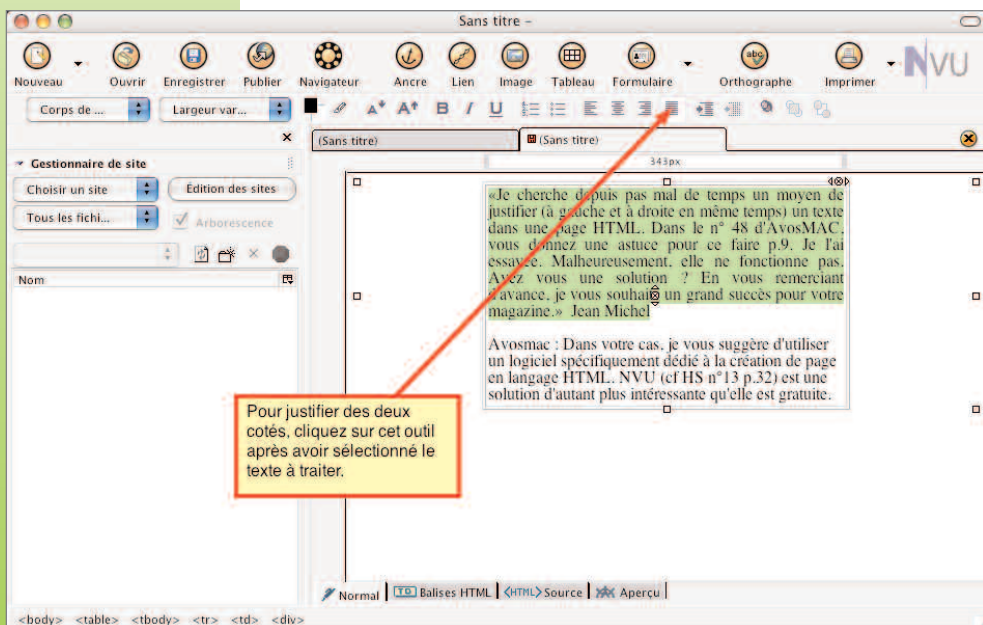 Sans titre –
Nouveau Ouvrir Enregistrer Publier Navigateur Ancre Lien Image Tableau Formulaire Orthographe Imprimer NVU
Corps de ... Largeur var... B I U
(Sans titre) (Sans titre)
Gestionnaire de site
343px
Choisir un site Édition des sites
Tous les fichi... Arborescence
Nom
«Je cherche depuis pas mal de temps un moyen de
justifier (à gauche et à droite en même temps) un texte
dans une page HTML. Dans le n° 48 d'AvosMAC,
vous donnez une astuce pour ce faire p.9. Je l'ai
essayée. Malheureusement, elle ne fonctionne pas.
Avez vous une solution ? En vous remerciant
d'avance, je vous souhaite un grand succès pour votre
magazine.» Jean Michel
Avosmac : Dans votre cas, je vous suggère d'utiliser
un logiciel spécifiquement dédié à la création de page
en langage HTML. NVU (cf HS n°13 p.32) est une
solution d'autant plus intéressante qu'elle est gratuite.
Pour justifier des deux
cotés, cliquez sur cet outil
après avoir sélectionné le
texte à traiter.
Normal TD Balises HTML <HTML> Source Aperçu
<body> <table> <tbody> <tr> <td> <div>